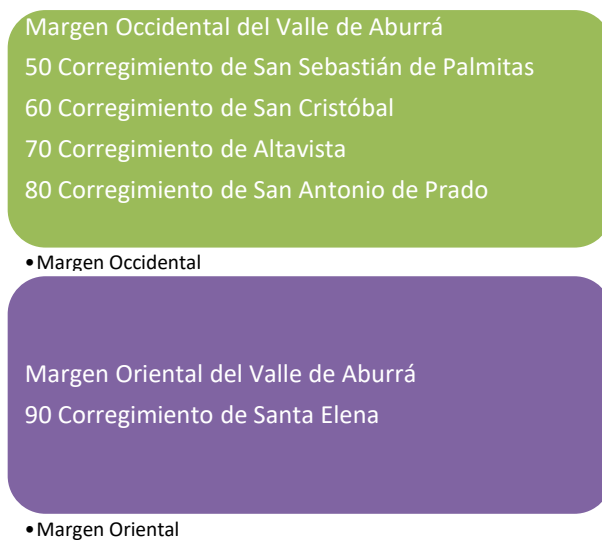 Margen Occidental del Valle de Aburrá
50 Corregimiento de San Sebastián de Palmitas
60 Corregimiento de San Cristóbal
70 Corregimiento de Altavista
80 Corregimiento de San Antonio de Prado
•Margen Occidental
Margen Oriental del Valle de Aburrá
90 Corregimiento de Santa Elena
•Margen Oriental